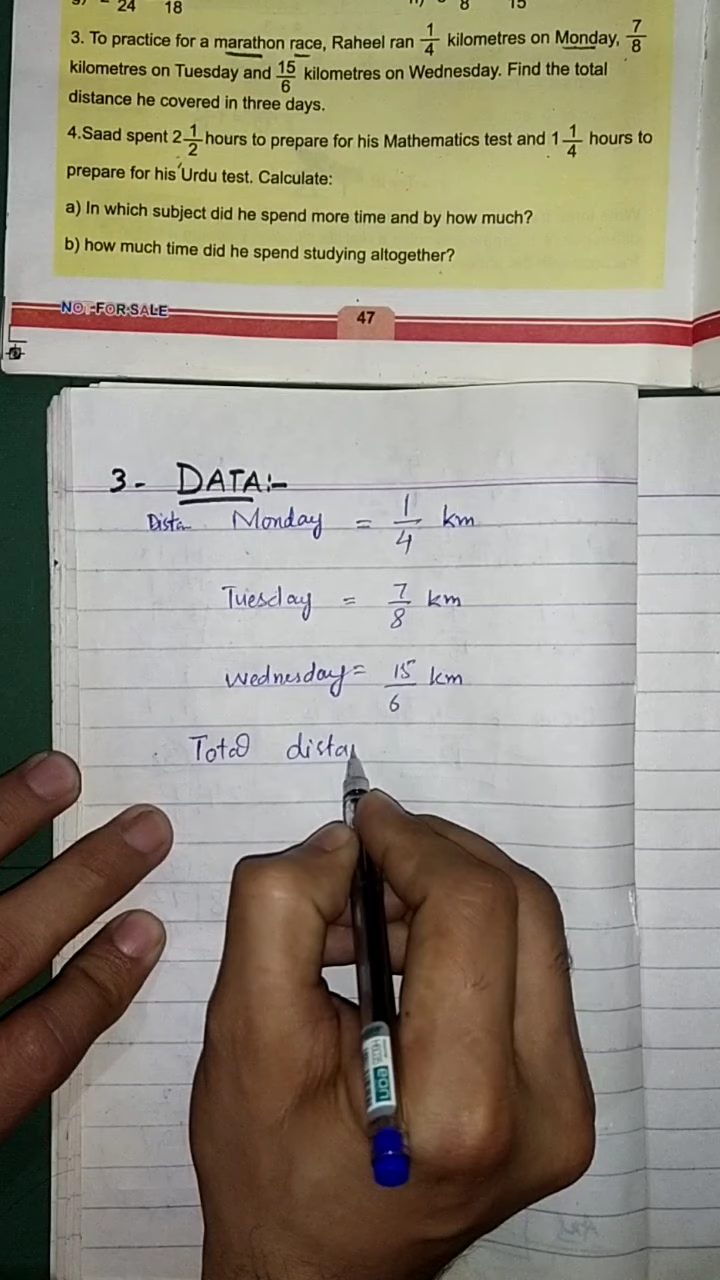 24 18 8 15
3. To practice for a marathon race, Raheel ran 1/4 kilometres on Monday, 7/8
kilometres on Tuesday and 15/6 kilometres on Wednesday. Find the total
distance he covered in three days.
4.Saad spent 2 1/2 hours to prepare for his Mathematics test and 1 1/4 hours to
prepare for his Urdu test. Calculate:
a) In which subject did he spend more time and by how much?
b) how much time did he spend studying altogether?
NOT FOR SALE
47
3- DATA:-
Dista Monday = 1/4 km
Tuesday = 7/8 km
Wednesday = 15/6 km
Total dista
eon